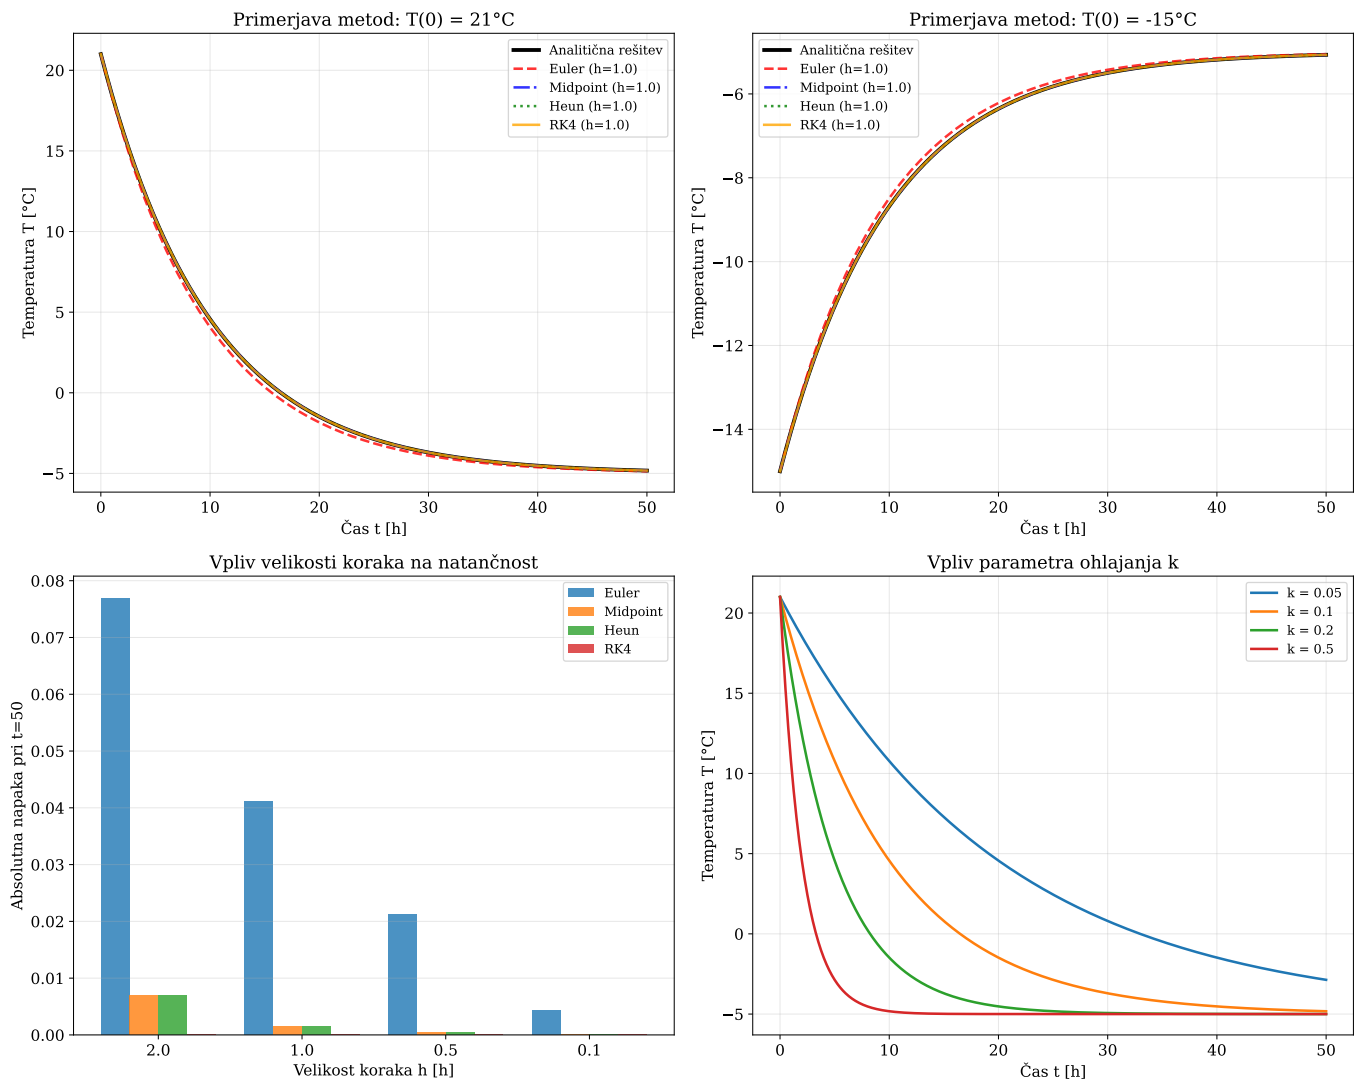 Primerjava metod: T(0) = 21°C
Analitična rešitev
Euler (h=1.0)
Midpoint (h=1.0)
Heun (h=1.0)
RK4 (h=1.0)
Temperatura T [°C]
20
15
10
5
0
−5
0 10 20 30 40 50
Čas t [h]
Primerjava metod: T(0) = -15°C
Analitična rešitev
Euler (h=1.0)
Midpoint (h=1.0)
Heun (h=1.0)
RK4 (h=1.0)
Temperatura T [°C]
−6
−8
−10
−12
−14
0 10 20 30 40 50
Čas t [h]
Vpliv velikosti koraka na natančnost
Euler
Midpoint
Heun
RK4
Absolutna napaka pri t=50
0.08
0.07
0.06
0.05
0.04
0.03
0.02
0.01
0.00
2.0 1.0 0.5 0.1
Velikost koraka h [h]
Vpliv parametra ohlajanja k
k = 0.05
k = 0.1
k = 0.2
k = 0.5
Temperatura T [°C]
20
15
10
5
0
−5
0 10 20 30 40 50
Čas t [h]